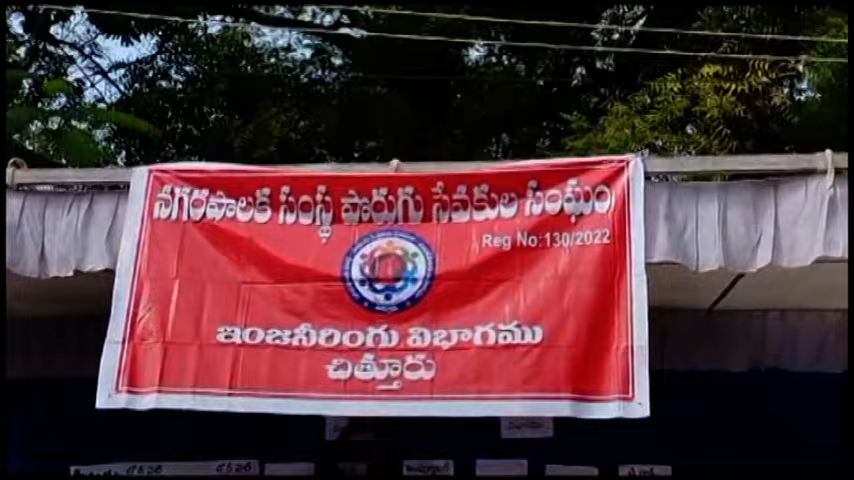 నగరపాలక సంస్థ పొరుగు సేవకుల సంఘం
Reg No:130/2022
ఇంజనీరింగు విభాగము
చిత్తూరు